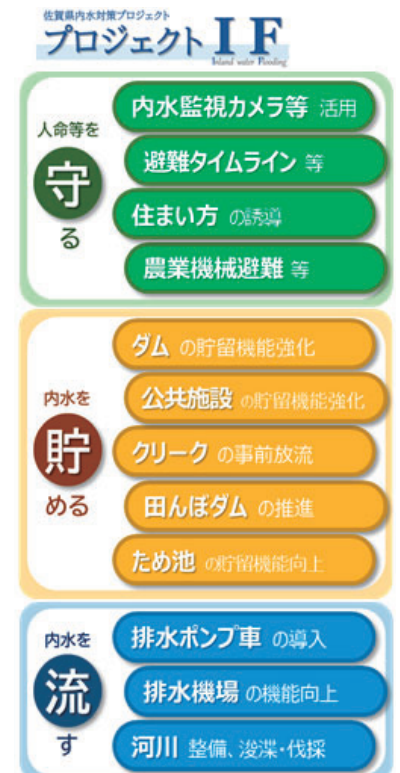 佐賀県内水対策プロジェクト
プロジェクト IF
Inland water Flooding
人命等を
守
る
内水監視カメラ等 活用
避難タイムライン 等
住まい方 の誘導
農業機械避難 等
内水を
貯
める
ダム の貯留機能強化
公共施設 の貯留機能強化
クリーク の事前放流
田んぼダム の推進
ため池 の貯留機能向上
内水を
流
す
排水ポンプ車 の導入
排水機場 の機能向上
河川 整備、浚渫・伐採